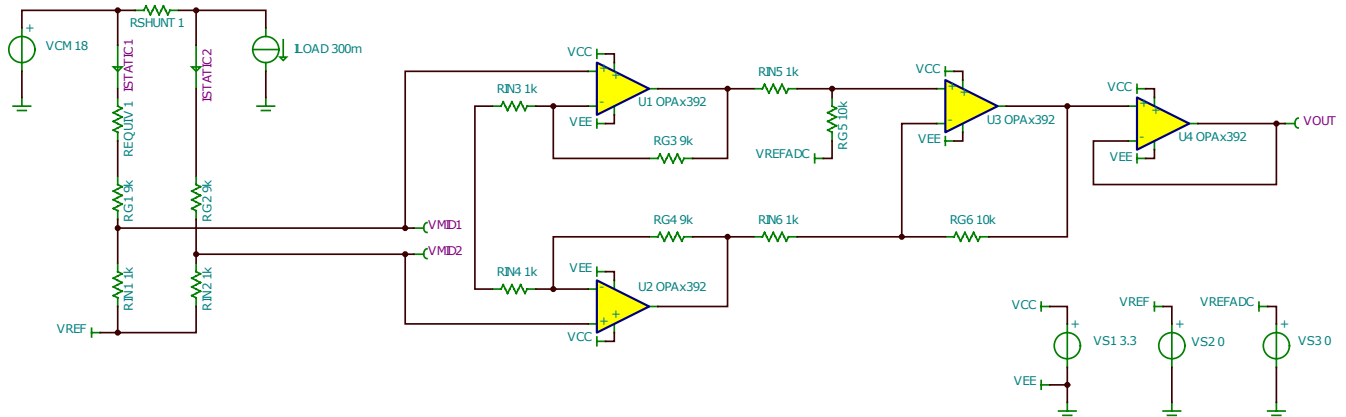 RSHUNT 1
VCM 18
ISTATIC1
ISTATIC2
ILOAD 300m
REQUIV 1
RG1 9k
RG2 9k
VMID1
VMID2
RIN1 1k
RIN2 1k
VREF
VCC
RIN3 1k
U1 OPAx392
VEE
RG3 9k
RIN5 1k
RG5 10k
VREFADC
VCC
U3 OPAx392
VEE
VCC
U4 OPAx392
VEE
VOUT
RG4 9k
RIN6 1k
RG6 10k
RIN4 1k
VEE
U2 OPAx392
VCC
VCC
VS1 3.3
VEE
VREF
VS2 0
VREFADC
VS3 0